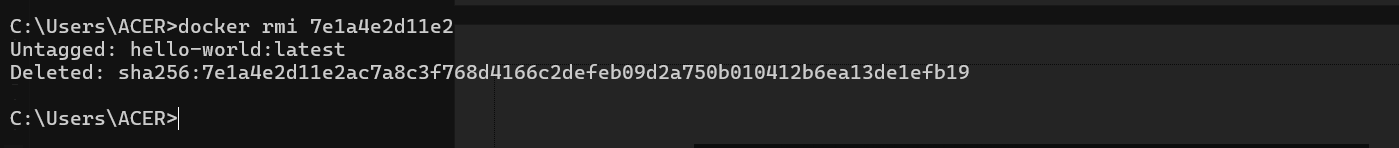 C:\Users\ACER>docker rmi 7e1a4e2d11e2
Untagged: hello-world:latest
Deleted: sha256:7e1a4e2d11e2ac7a8c3f768d4166c2defeb09d2a750b010412b6ea13de1efb19
C:\Users\ACER>